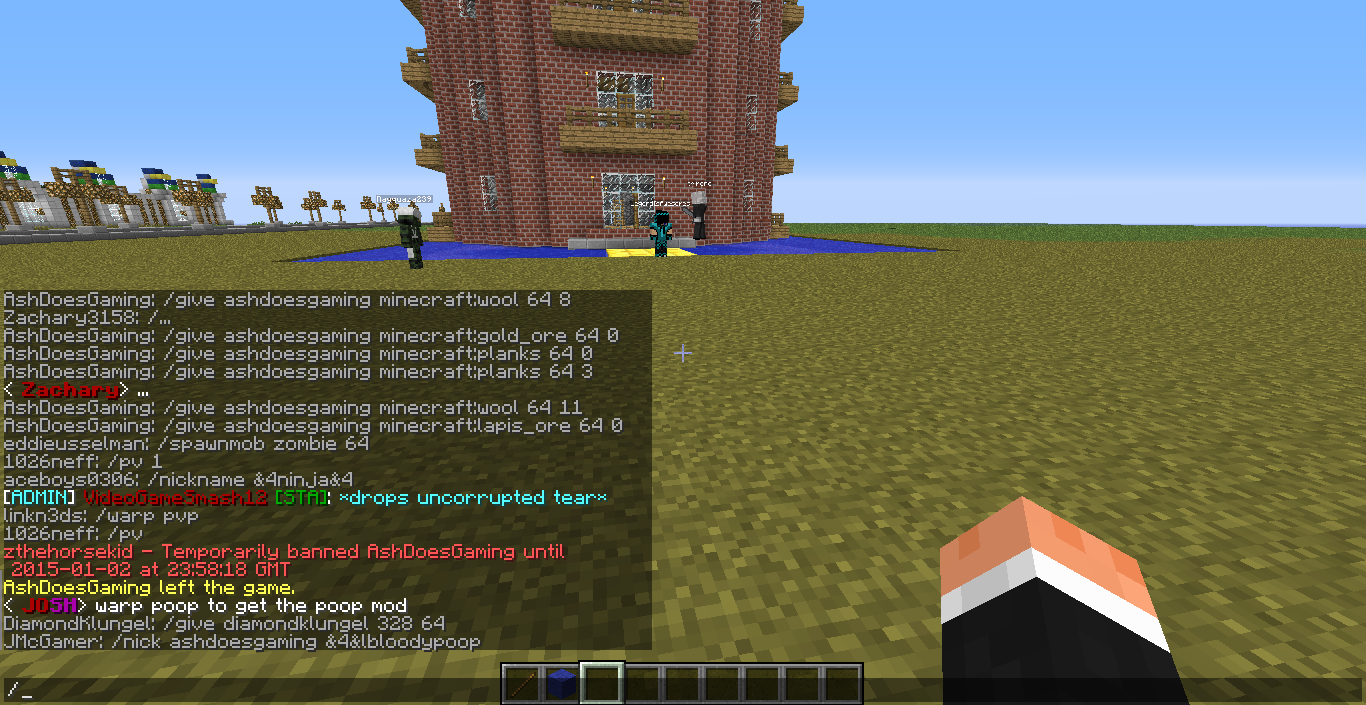 Rayquaza239
AshDoesGaming: /give ashdoesgaming minecraft:wool 64 8
Zachary3158: /…
AshDoesGaming: /give ashdoesgaming minecraft:gold_ore 64 0
AshDoesGaming: /give ashdoesgaming minecraft:planks 64 0
AshDoesGaming: /give ashdoesgaming minecraft:planks 64 3
< Zachary> …
AshDoesGaming: /give ashdoesgaming minecraft:wool 64 11
AshDoesGaming: /give ashdoesgaming minecraft:lapis_ore 64 0
eddieusselman: /spawnmob zombie 64
1026neff: /pv 1
aceboys0306: /nickname &4ninja&4
[ADMIN] VideoGameSmash12 [STA]: *drops uncorrupted tear*
linkn3ds: /warp pvp
1026neff: /pv
zthehorsekid - Temporarily banned AshDoesGaming until
2015-01-02 at 23:58:18 GMT
AshDoesGaming left the game.
< JOSH> warp poop to get the poop mod
DiamondKlungel: /give diamondklungel 328 64
JMcGamer: /nick ashdoesgaming &4&lbloodypoop
/_